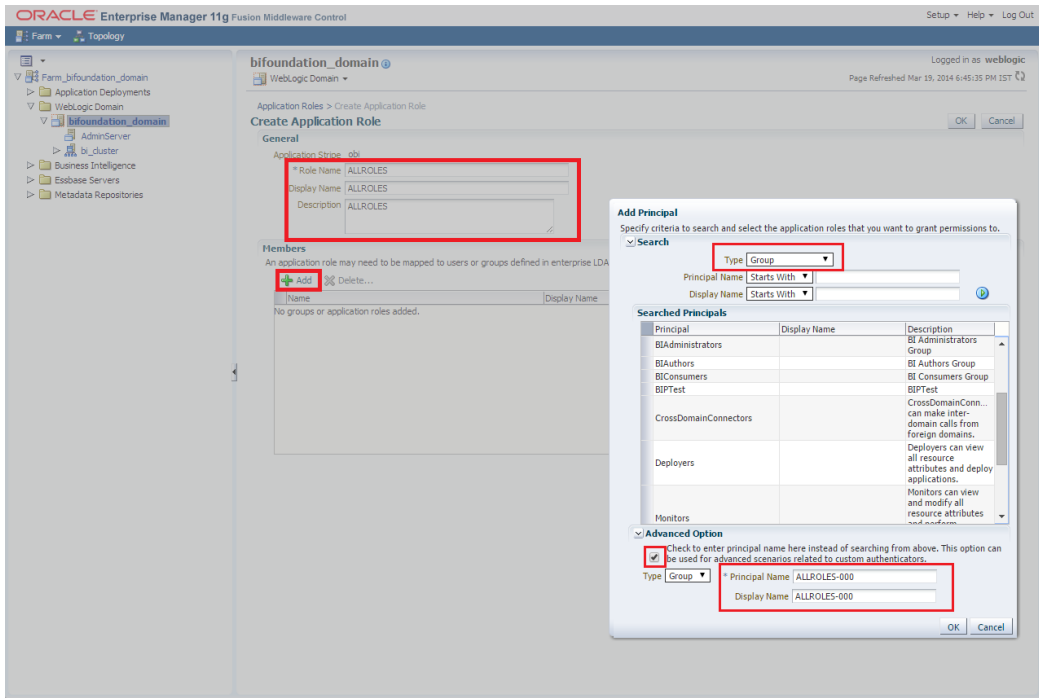 ORACLE Enterprise Manager 11g Fusion Middleware Control
Setup Help Log Out
Farm Topology
Farm_bifoundation_domain
Application Deployments
WebLogic Domain
bifoundation_domain
AdminServer
bi_cluster
Business Intelligence
Essbase Servers
Metadata Repositories
bifoundation_domain
WebLogic Domain
Logged in as weblogic
Page Refreshed Mar 19, 2014 6:45:35 PM IST
Application Roles > Create Application Role
Create Application Role
OK Cancel
General
Application Stripe obi
* Role Name ALLROLES
Display Name ALLROLES
Description ALLROLES
Members
An application role may need to be mapped to users or groups defined in enterprise LDA
Add Delete...
Name Display Name
No groups or application roles added.
Add Principal
Specify criteria to search and select the application roles that you want to grant permissions to.
Search
Type Group
Principal Name Starts With
Display Name Starts With
Searched Principals
Principal Display Name Description
BIAdministrators BI Administrators
Group
BIAuthors BI Authors Group
BIConsumers BI Consumers Group
BIPTest BIPTest
CrossDomainConn...
can make inter-
CrossDomainConnectors domain calls from
foreign domains.
Deployers can view
all resource
Deployers attributes and deploy
applications.
Monitors can view
and modify all
resource attributes
Monitors and perform
Advanced Option
Check to enter principal name here instead of searching from above. This option can
be used for advanced scenarios related to custom authenticators.
Type Group * Principal Name ALLROLES-000
Display Name ALLROLES-000
OK Cancel